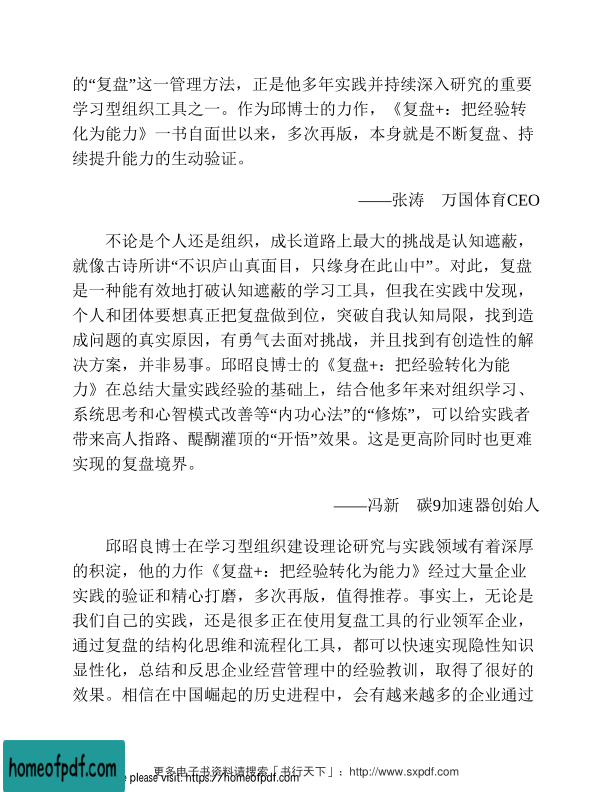 的“复盘”这一管理方法，正是他多年实践并持续深入研究的重要
学习型组织工具之一。作为邱博士的力作，《复盘+：把经验转
化为能力》一书自面世以来，多次再版，本身就是不断复盘、持
续提升能力的生动验证。
——张涛　万国体育CEO
不论是个人还是组织，成长道路上最大的挑战是认知遮蔽，
就像古诗所讲“不识庐山真面目，只缘身在此山中”。对此，复盘
是一种能有效地打破认知遮蔽的学习工具，但我在实践中发现，
个人和团体要想真正把复盘做到位，突破自我认知局限，找到造
成问题的真实原因，有勇气去面对挑战，并且找到有创造性的解
决方案，并非易事。邱昭良博士的《复盘+：把经验转化为能
力》在总结大量实践经验的基础上，结合他多年来对组织学习、
系统思考和心智模式改善等“内功心法”的“修炼”，可以给实践者
带来高人指路、醍醐灌顶的“开悟”效果。这是更高阶同时也更难
实现的复盘境界。
——冯新　碳9加速器创始人
邱昭良博士在学习型组织建设理论研究与实践领域有着深厚
的积淀，他的力作《复盘+：把经验转化为能力》经过大量企业
实践的验证和精心打磨，多次再版，值得推荐。事实上，无论是
我们自己的实践，还是很多正在使用复盘工具的行业领军企业，
通过复盘的结构化思维和流程化工具，都可以快速实现隐性知识
显性化，总结和反思企业经营管理中的经验教训，取得了很好的
效果。相信在中国崛起的历史进程中，会有越来越多的企业通过
更多电子书资料请搜索「书行天下」：http://www.sxpdf.com
homeofpdf.com
please visit: https://homeofpdf.com